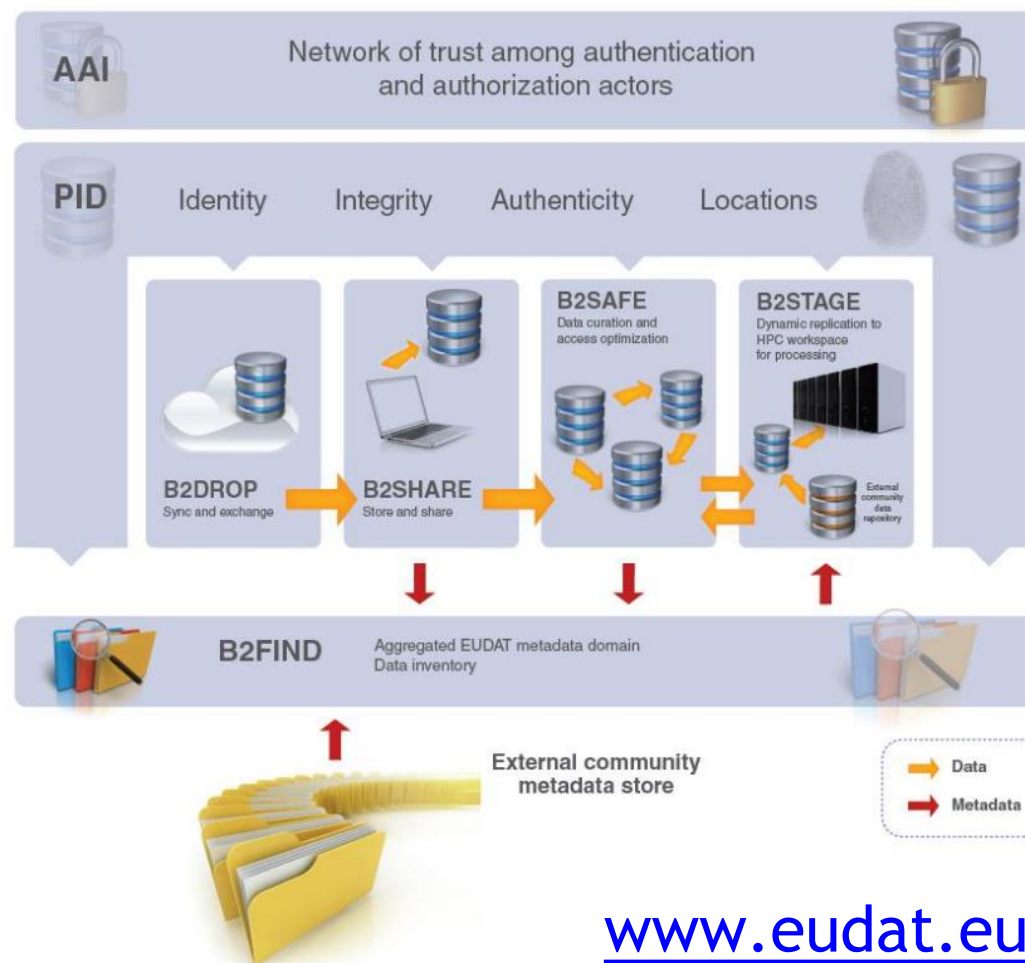 AAI
Network of trust among authentication
and authorization actors
PID
Identity
Integrity
Authenticity
Locations
B2DROP
Sync and exchange
B2SHARE
Store and share
B2SAFE
Data curation and
access optimization
B2STAGE
Dynamic replication to
HPC workspace
for processing
External
community
data
repository
B2FIND
Aggregated EUDAT metadata domain
Data inventory
External community
metadata store
Data
Metadata
www.eudat.eu